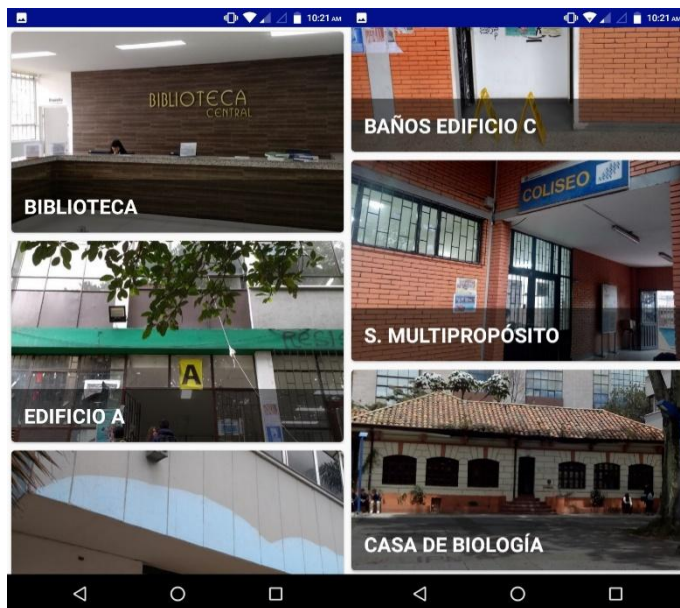 10:21 AM
BIBLIOTECA
CENTRAL
BIBLIOTECA
A
EDIFICIO A
10:21 AM
BAÑOS EDIFICIO C
COLISEO
S. MULTIPROPÓSITO
CASA DE BIOLOGÍA